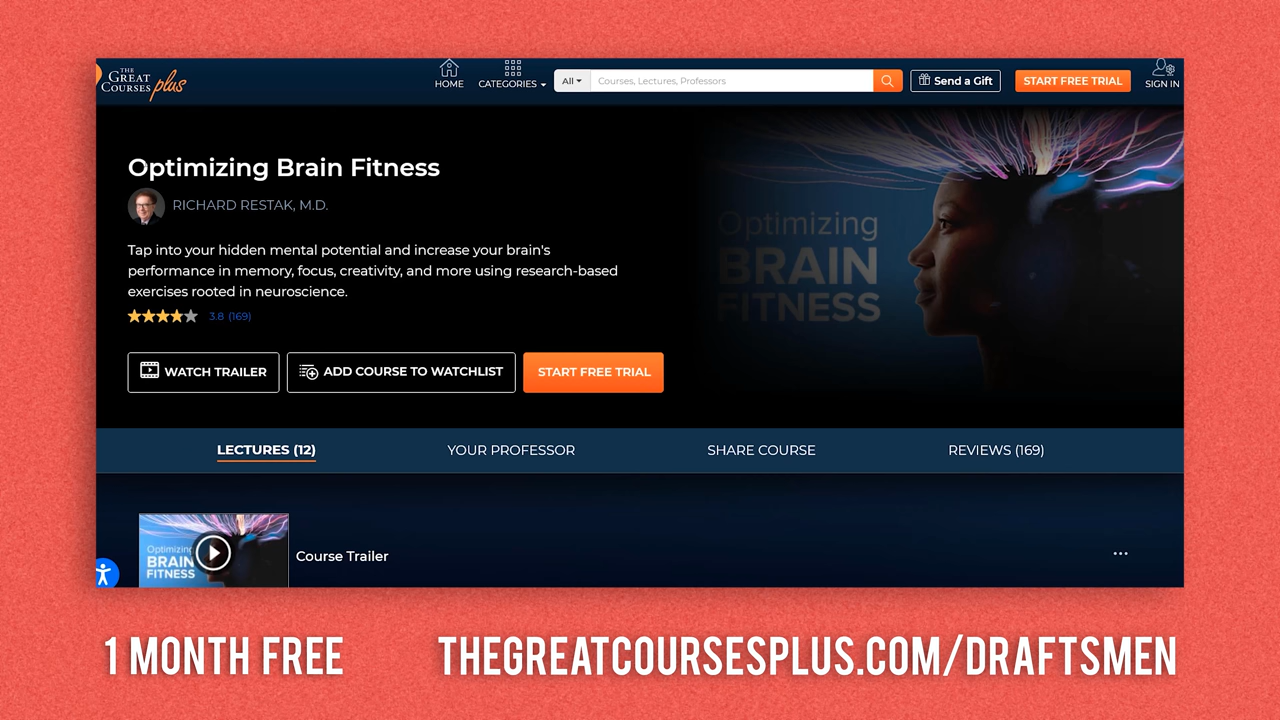 THE
GREAT
COURSES plus
HOME
CATEGORIES
All
Courses, Lectures, Professors
Send a Gift
START FREE TRIAL
SIGN IN
Optimizing Brain Fitness
RICHARD RESTAK, M.D.
Tap into your hidden mental potential and increase your brain's
performance in memory, focus, creativity, and more using research-based
exercises rooted in neuroscience.
3.8 (169)
WATCH TRAILER
ADD COURSE TO WATCHLIST
START FREE TRIAL
Optimizing
BRAIN
FITNESS
LECTURES (12)
YOUR PROFESSOR
SHARE COURSE
REVIEWS (169)
Optimizing
BRAIN
FITNESS
Course Trailer
1 MONTH FREE
THEGREATCOURSESPLUS.COM/DRAFTSMEN